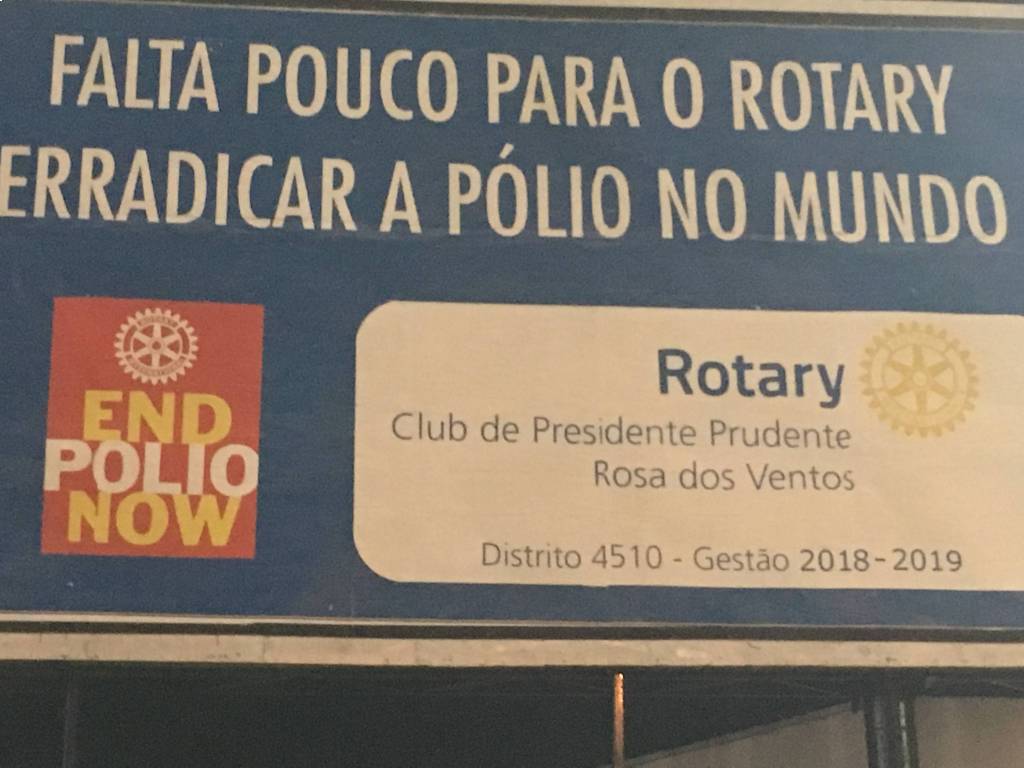 FALTA POUCO PARA O ROTARY
ERRADICAR A PÓLIO NO MUNDO
END
POLIO
NOW
Rotary
Club de Presidente Prudente
Rosa dos Ventos
Distrito 4510 - Gestão 2018-2019